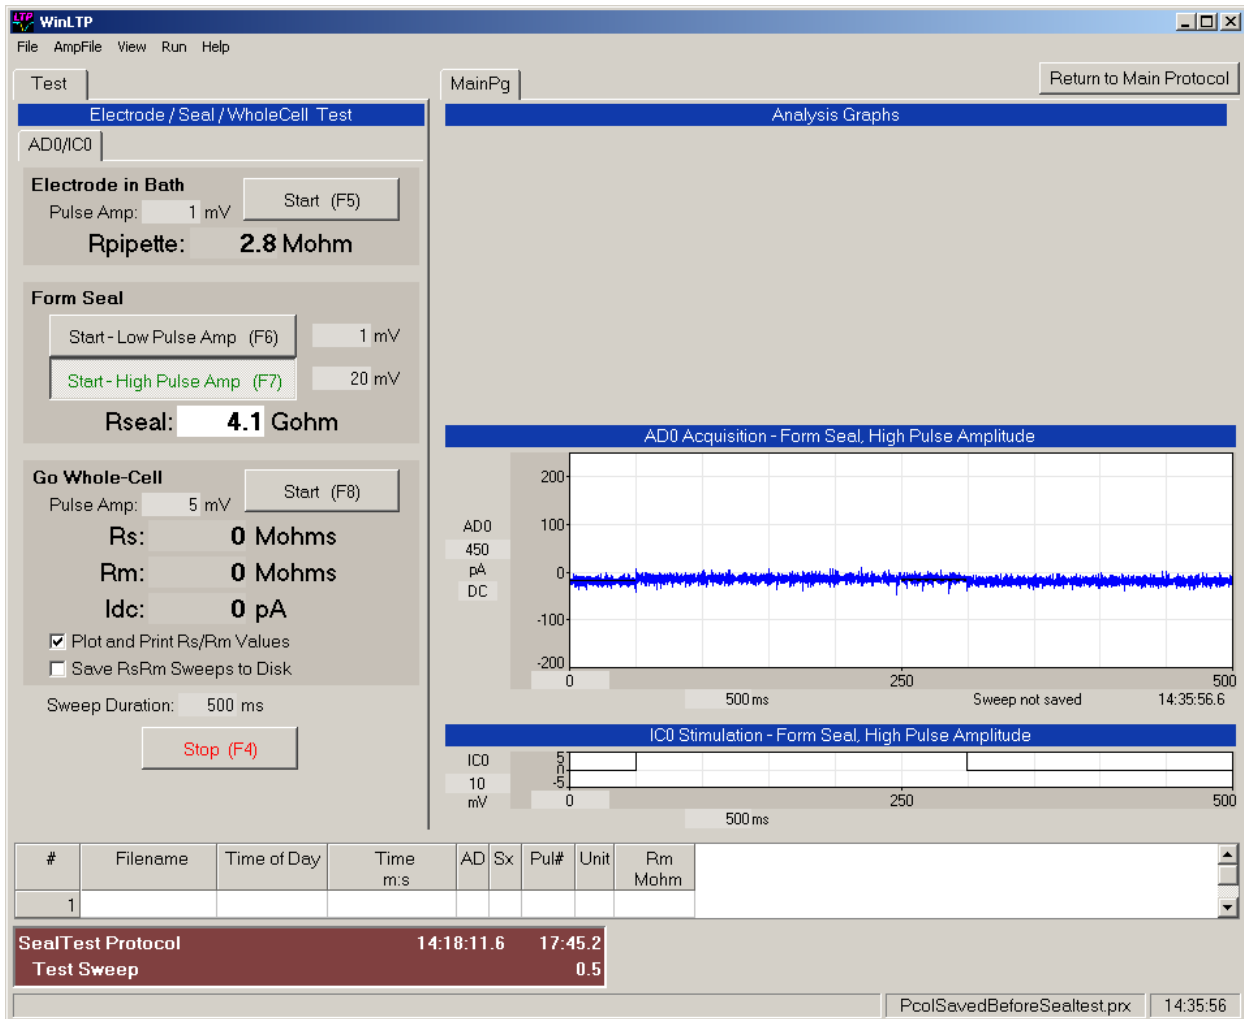 WinLTP
File AmpFile View Run Help
Test
MainPg
Return to Main Protocol
Electrode / Seal / WholeCell Test
Analysis Graphs
AD0/IC0
Electrode in Bath
Pulse Amp: 1 mV
Start (F5)
Rpipette: 2.8 Mohm
Form Seal
Start - Low Pulse Amp (F6) 1 mV
Start - High Pulse Amp (F7) 20 mV
Rseal: 4.1 Gohm
Go Whole-Cell
Pulse Amp: 5 mV
Start (F8)
Rs: 0 Mohms
Rm: 0 Mohms
Idc: 0 pA
Plot and Print Rs/Rm Values
Save RsRm Sweeps to Disk
Sweep Duration: 500 ms
Stop (F4)
AD0 Acquisition - Form Seal, High Pulse Amplitude
AD0
450
pA
DC
200
100
0
-100
-200
0 250 500
500 ms Sweep not saved 14:35:56.6
IC0 Stimulation - Form Seal, High Pulse Amplitude
IC0
10
mV
5
0
-5
0 250 500
500 ms
# Filename Time of Day Time m:s AD Sx Pul# Unit Rm Mohm
1
SealTest Protocol 14:18:11.6 17:45.2
Test Sweep 0.5
PcolSavedBeforeSealtest.prx 14:35:56